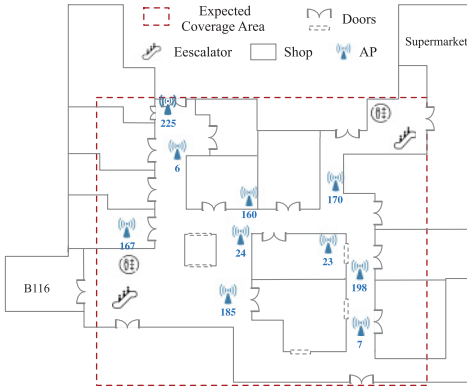 Expected
Coverage Area
Doors
Eescalator
Shop
AP
Supermarket
225
6
160
170
167
24
23
198
B116
185
7